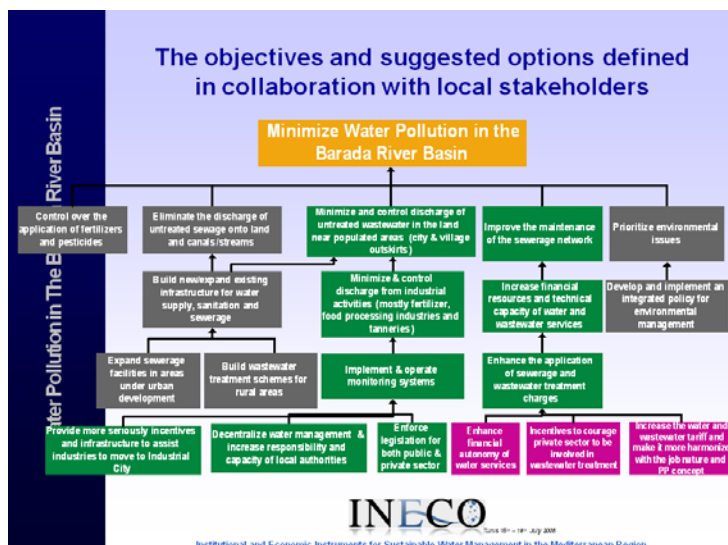 The objectives and suggested options defined
in collaboration with local stakeholders
Minimize Water Pollution in the
Barada River Basin
Control over the
application of fertilizers
and pesticides
Eliminate the discharge of
untreated sewage onto land
and canals/streams
Minimize and control discharge of
untreated wastewater in the land
near populated areas (city & village
outskirts)
Improve the maintenance
of the sewerage network
Prioritize environmental
issues
Build new/expand existing
infrastructure for water
supply, sanitation and
sewerage
Minimize & control
discharge from industrial
activities (mostly fertilizer,
food processing industries and
tanneries)
Increase financial
resources and technical
capacity of water and
wastewater services
Develop and implement an
integrated policy for
environmental
management
Expand sewerage
facilities in areas
under urban
development
Build wastewater
treatment schemes for
rural areas
Implement & operate
monitoring systems
Enhance the application
of sewerage and
wastewater treatment
charges
Provide more seriously incentives
and infrastructure to assist
industries to move to Industrial
City
Decentralize water management &
increase responsibility and
capacity of local authorities
Enforce
legislation for
both public &
private sector
Enhance
financial
autonomy of
water services
Incentives to courage
private sector to be
involved in
wastewater treatment
Increase the water and
wastewater tariff and
make it more harmonize
with the job nature and
PP concept
ater Pollution in The B River Basin
INECO
July
Institutional and Economic Instruments for Sustainable Water Management in the Mediterranean Region